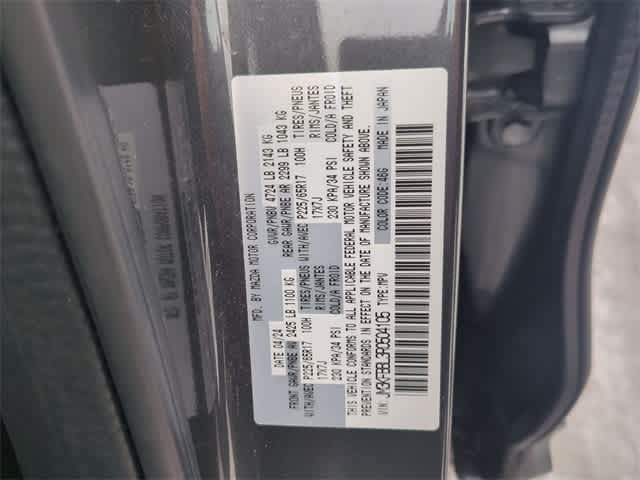 MFD. BY MAZDA MOTOR CORPORATION
DATE 04/24 GVWR/PNBV 4724 LB 2143 KG
FRONT GAWR/PNBE AV 2425 LB 1100 KG REAR GAWR/PNBE AR 2299 LB 1043 KG
WITH/AVEC P225/65R17 100H TIRES/PNEUS WITH/AVEC P225/65R17 100H TIRES/PNEUS
17X7J RIMS/JANTES 17X7J RIMS/JANTES
230 KPA/34 PSI COLD/A FROID 230 KPA/34 PSI COLD/A FROID
THIS VEHICLE CONFORMS TO ALL APPLICABLE FEDERAL MOTOR VEHICLE SAFETY AND THEFT
PREVENTION STANDARDS IN EFFECT ON THE DATE OF MANUFACTURE SHOWN ABOVE.
TYPE:MPV COLOR CODE:46G MADE IN JAPAN
VIN: